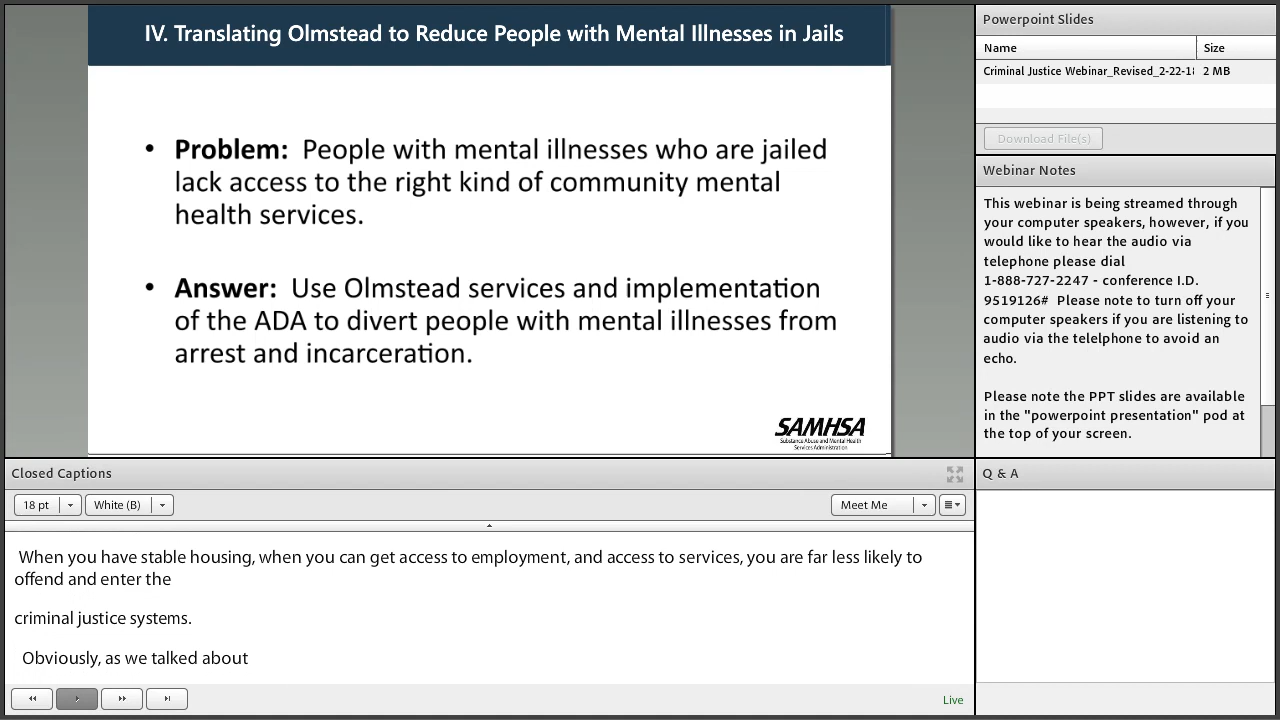 IV. Translating Olmstead to Reduce People with Mental Illnesses in Jails
• Problem: People with mental illnesses who are jailed
lack access to the right kind of community mental
health services.
• Answer: Use Olmstead services and implementation
of the ADA to divert people with mental illnesses from
arrest and incarceration.
SAMHSA
Substance Abuse and Mental Health
Services Administration
Powerpoint Slides
Name Size
Criminal Justice Webinar_Revised_2-22-18 2 MB
Download File(s)
Webinar Notes
This webinar is being streamed through
your computer speakers, however, if you
would like to hear the audio via
telephone please dial
1-888-727-2247 - conference I.D.
9519126# Please note to turn off your
computer speakers if you are listening to
audio via the telelphone to avoid an
echo.
Please note the PPT slides are available
in the "powerpoint presentation" pod at
the top of your screen.
Closed Captions
18 pt White (B) Meet Me
When you have stable housing, when you can get access to employment, and access to services, you are far less likely to
offend and enter the
criminal justice systems.
Obviously, as we talked about
Live
Q & A